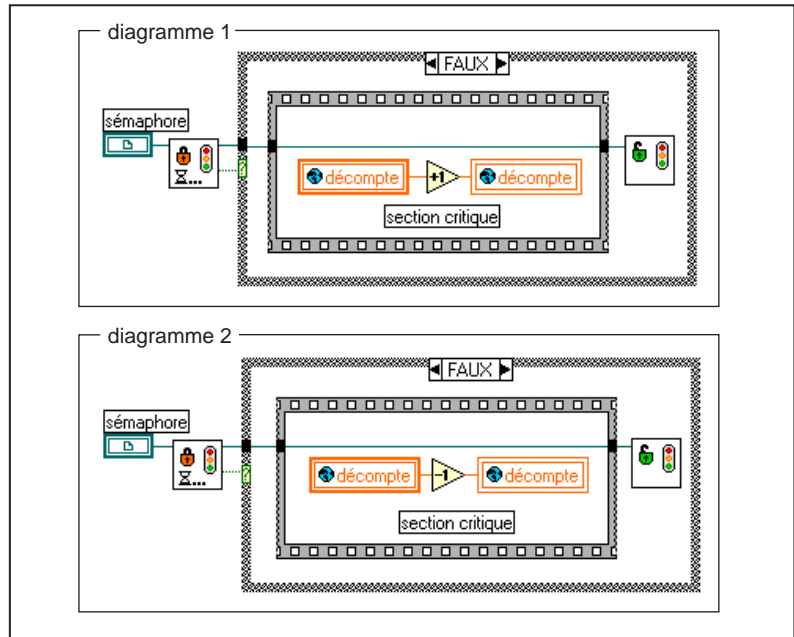 diagramme 1
FAUX
sémaphore
décompte +1 décompte
section critique
diagramme 2
FAUX
sémaphore
décompte -1 décompte
section critique